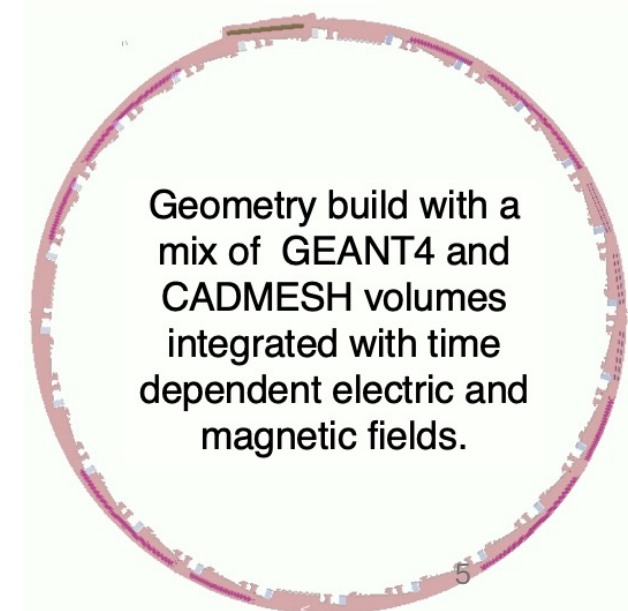 Geometry build with a
mix of GEANT4 and
CADMESH volumes
integrated with time
dependent electric and
magnetic fields.
5